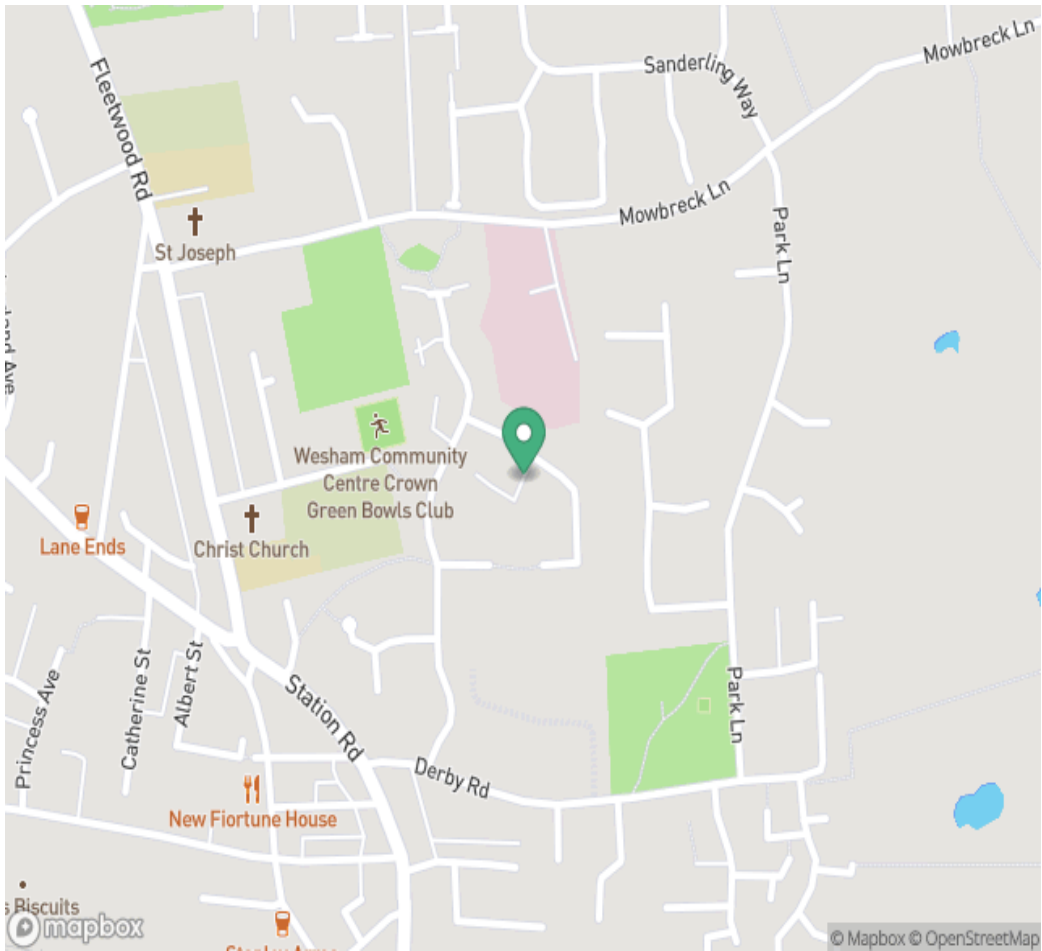 Mowbreck Ln
Sanderling Way
Fleetwood Rd
Mowbreck Ln
Park Ln
St Joseph
Wesham Community
Centre Crown
Green Bowls Club
Lane Ends
Christ Church
Station Rd
Albert St
Catherine St
Princess Ave
Park Ln
Derby Rd
New Fiortune House
Biscuits
mapbox
© Mapbox © OpenStreetMap